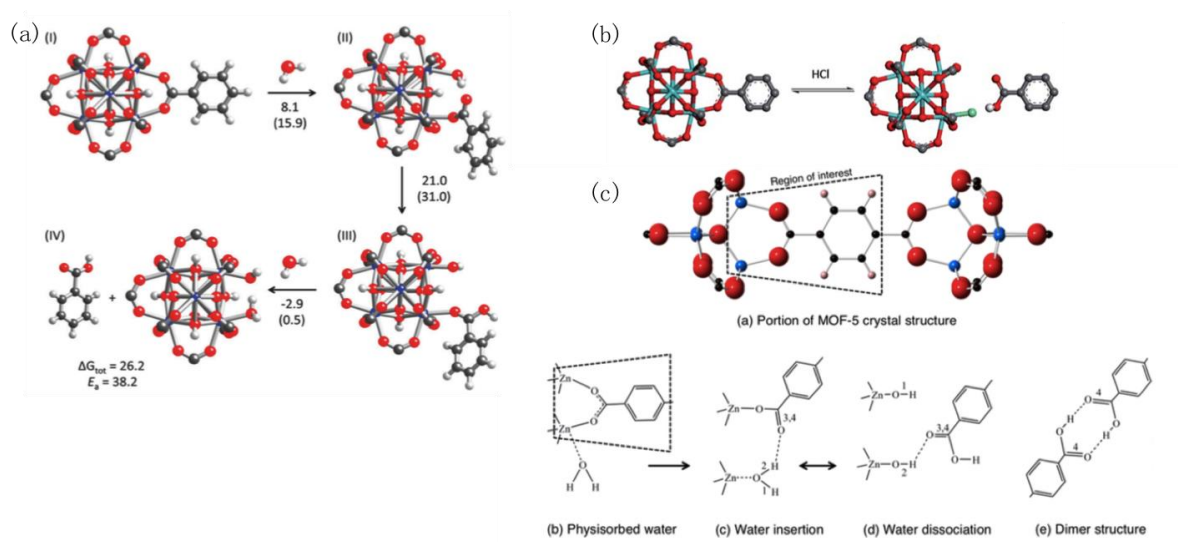 (a)
(I)
8.1
(15.9)
(II)
21.0
(31.0)
(III)
-2.9
(0.5)
(IV)
+
ΔG_tot = 26.2
E_a = 38.2
(b)
HCl
(c)
Region of interest
(a) Portion of MOF-5 crystal structure
Zn
O
O
Zn
O
H H
(b) Physisorbed water
Zn O
O 3,4
2 H
Zn O
1 H
(c) Water insertion
1
Zn-O-H
O 3,4
Zn-O-H
2
O-H
(d) Water dissociation
4
O
H
O
O
H
4
O
(e) Dimer structure